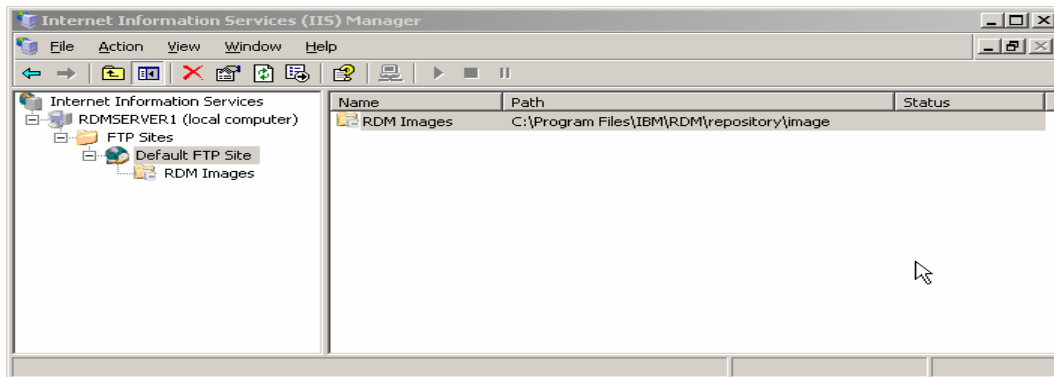 Internet Information Services (IIS) Manager
File Action View Window Help
Internet Information Services
RDMSERVER1 (local computer)
FTP Sites
Default FTP Site
RDM Images
Name Path Status
RDM Images C:\Program Files\IBM\RDM\repository\image